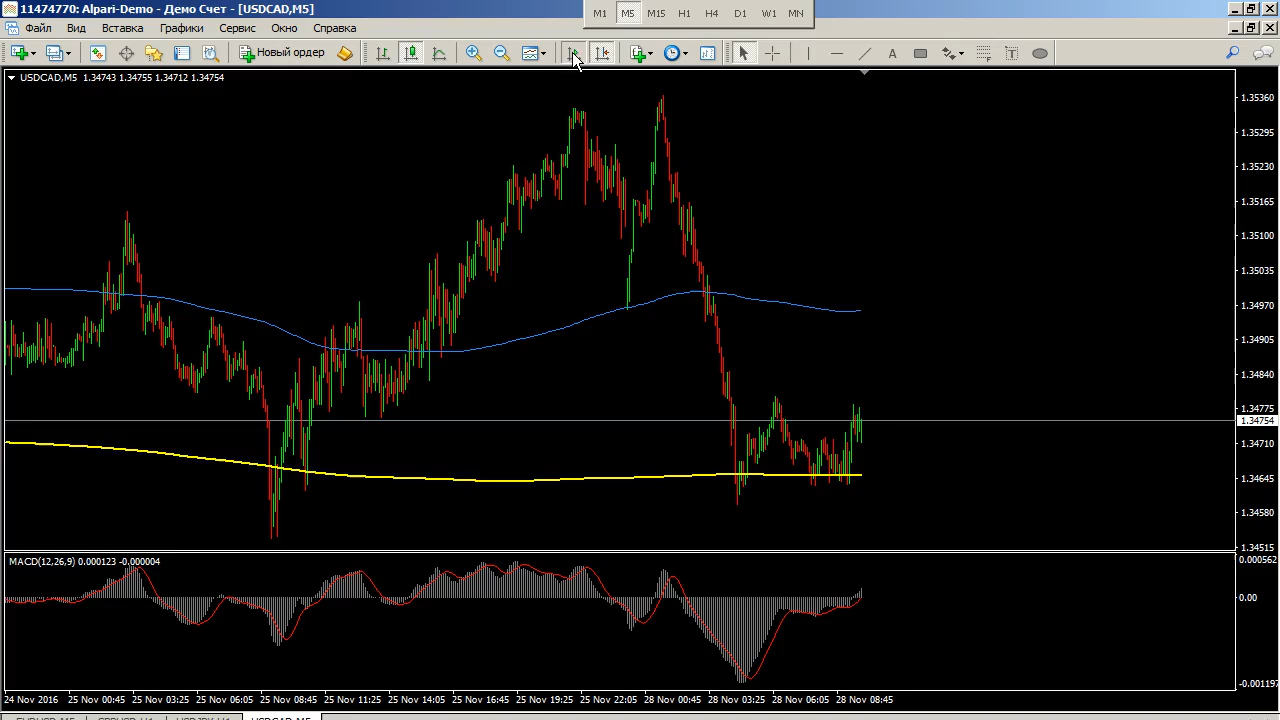 11474770: Alpari-Demo - Демо Счет - [USDCAD,M5]
M1 M5 M15 H1 D1 W1 MN
Файл Вид Вставка Графики Сервис Окно Справка
Новый ордер
USDCAD,M5 1.34743 1.34755 1.34712 1.34754
1.35360
1.35295
1.35230
1.35165
1.35100
1.35035
1.34970
1.34905
1.34840
1.34775
1.34754
1.34710
1.34645
1.34580
1.34515
MACD(12,26,9) 0.000123 -0.000004
0.000562
0.00
-0.001197
24 Nov 2016 25 Nov 00:45 25 Nov 03:25 25 Nov 06:05 25 Nov 08:45 25 Nov 11:25 25 Nov 14:05 25 Nov 16:45 25 Nov 19:25 25 Nov 22:05 28 Nov 00:45 28 Nov 03:25 28 Nov 06:05 28 Nov 08:45
USDCAD,M5